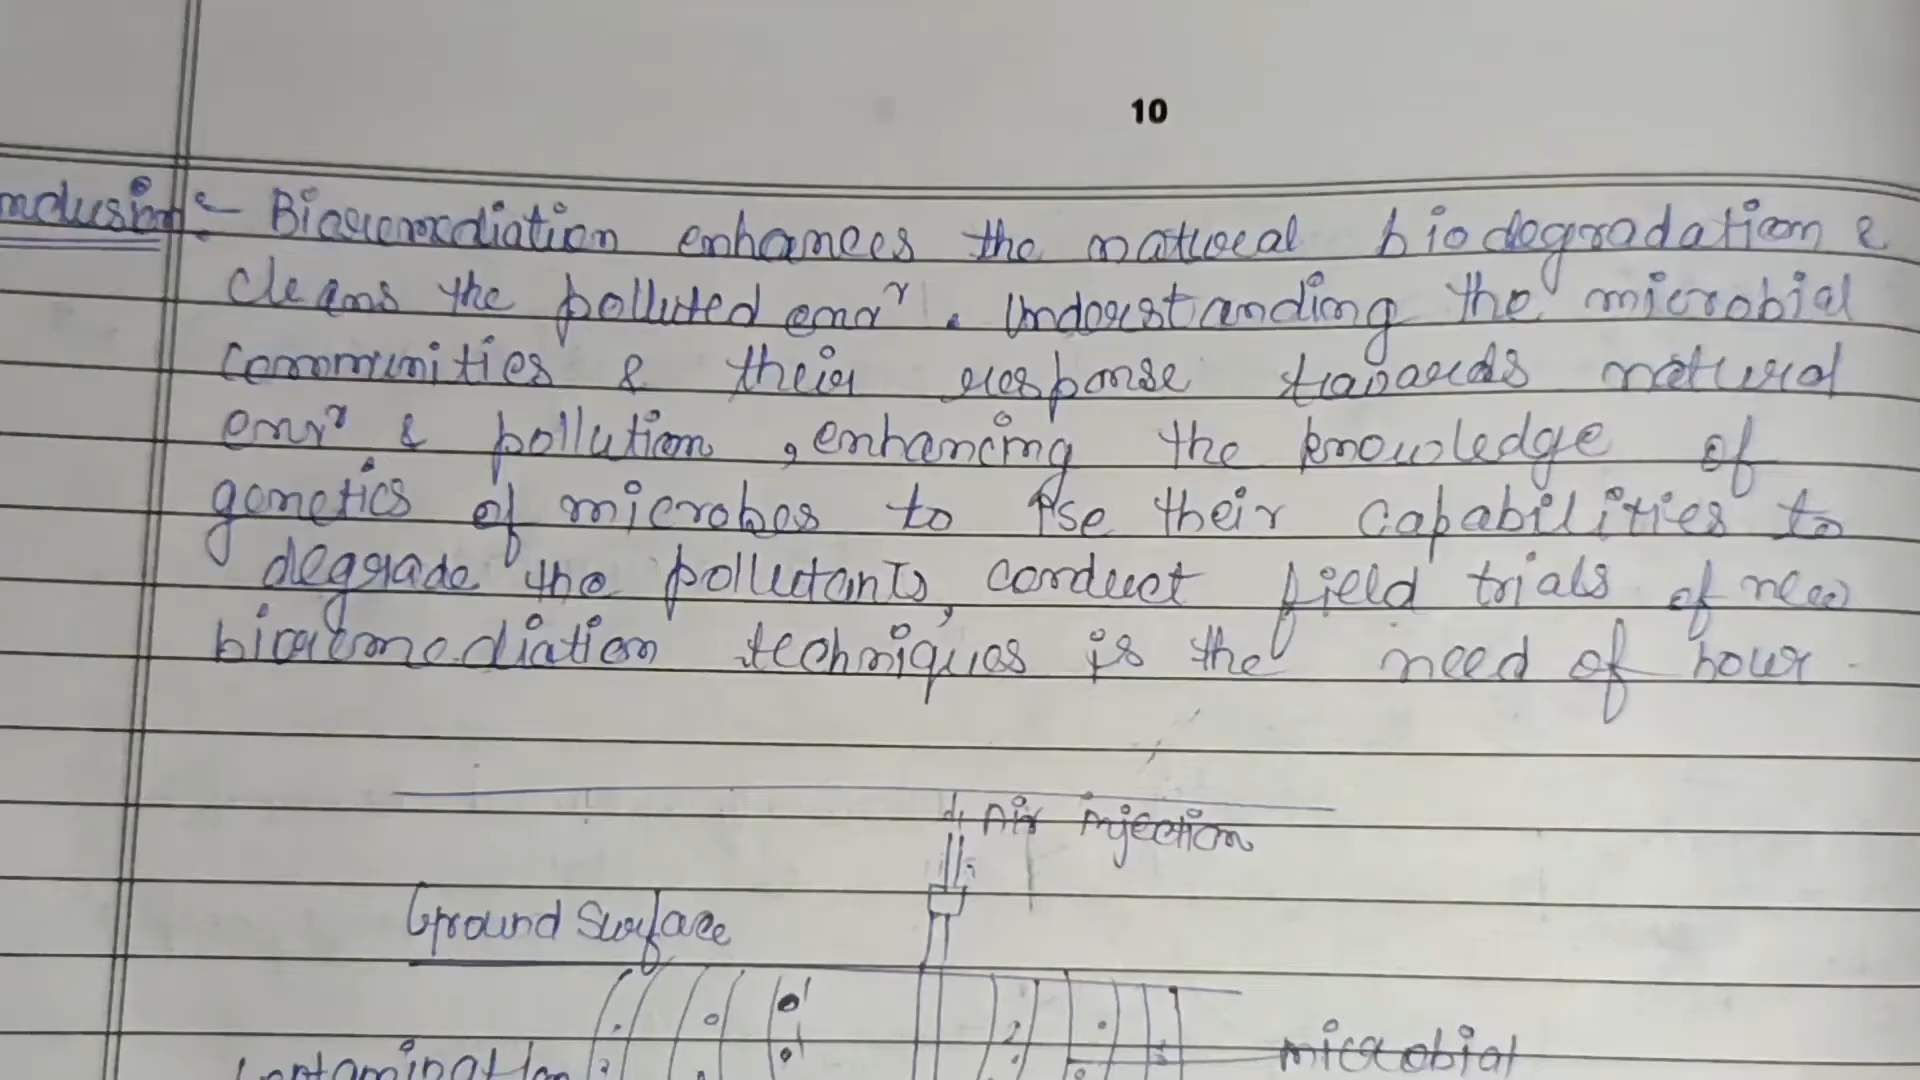 10
nclusion :- Bioremediation enhances the natural biodegradation &
cleans the polluted envr . Understanding the microbial
communities & their response towards natural
envr & pollution , enhancing the knowledge of
genetics of microbes to use their capabilities to
degrade the pollutants, conduct field trials of new
bioremediation techniques is the need of hour .
Air injection
Ground Surface
microbial
Contamination